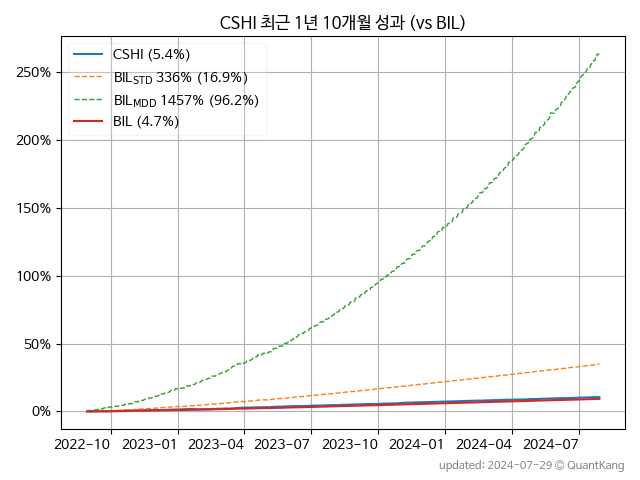 CSHI 최근 1년 10개월 성과 (vs BIL)
CSHI (5.4%)
BIL_STD 336% (16.9%)
BIL_MDD 1457% (96.2%)
BIL (4.7%)
250%
200%
150%
100%
50%
0%
2022-10 2023-01 2023-04 2023-07 2023-10 2024-01 2024-04 2024-07
updated: 2024-07-29 © QuantKang